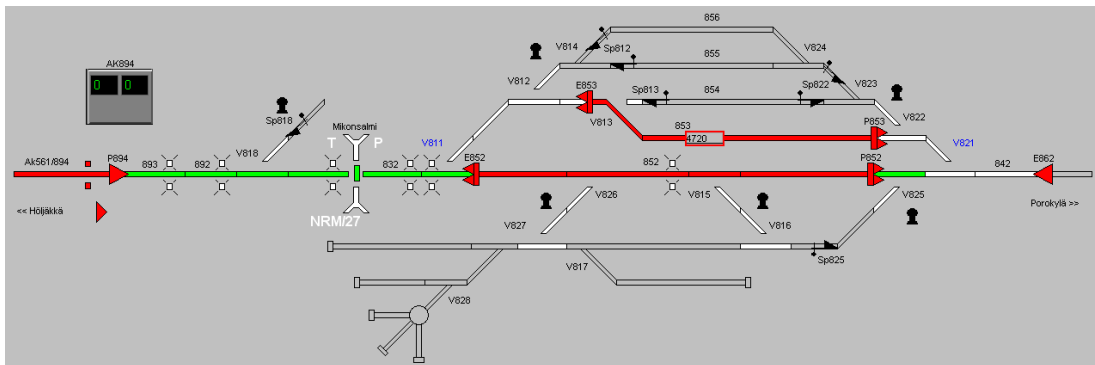 856
V814
Sp812
V824
855
AK894
V812
Sp822
V823
0 0
E853
Sp813
854
Sp818
V813
853
P853
V822
Mikonsalmi
T P
4720
V811
V821
Ak561/894
P894
893
892
V818
832
E852
852
P852
842
E862
<< Höljäkkä
V826
V815
V825
Porokylä >>
NRM/27
V827
V816
Sp825
V817
V828